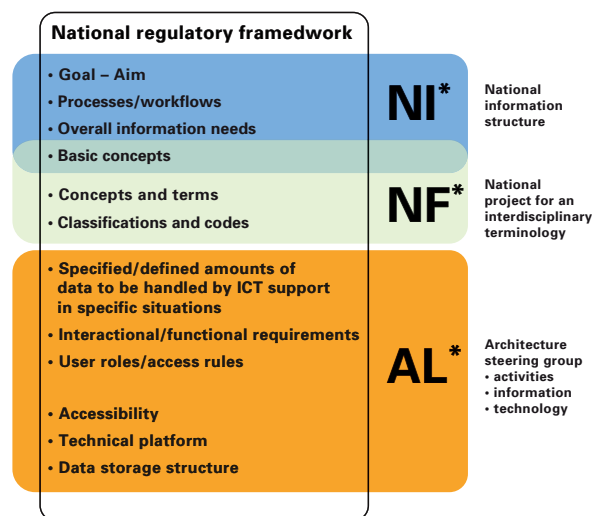 National regulatory framedwork
• Goal – Aim
• Processes/workflows
• Overall information needs
• Basic concepts
NI*
National
information
structure
• Concepts and terms
• Classifications and codes
NF*
National
project for an
interdisciplinary
terminology
• Specified/defined amounts of
data to be handled by ICT support
in specific situations
• Interactional/functional requirements
• User roles/access rules
• Accessibility
• Technical platform
• Data storage structure
AL*
Architecture
steering group
• activities
• information
• technology